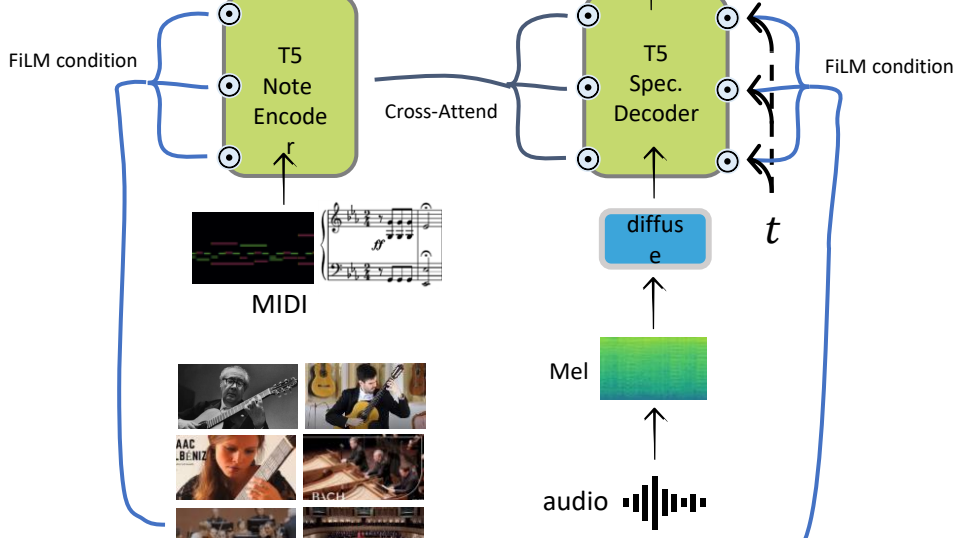 FiLM condition
T5
Note
Encode
r
Cross-Attend
T5
Spec.
Decoder
FiLM condition
ff
diffus
e
t
MIDI
Mel
AAC
LBÉNIZ
BACH
audio